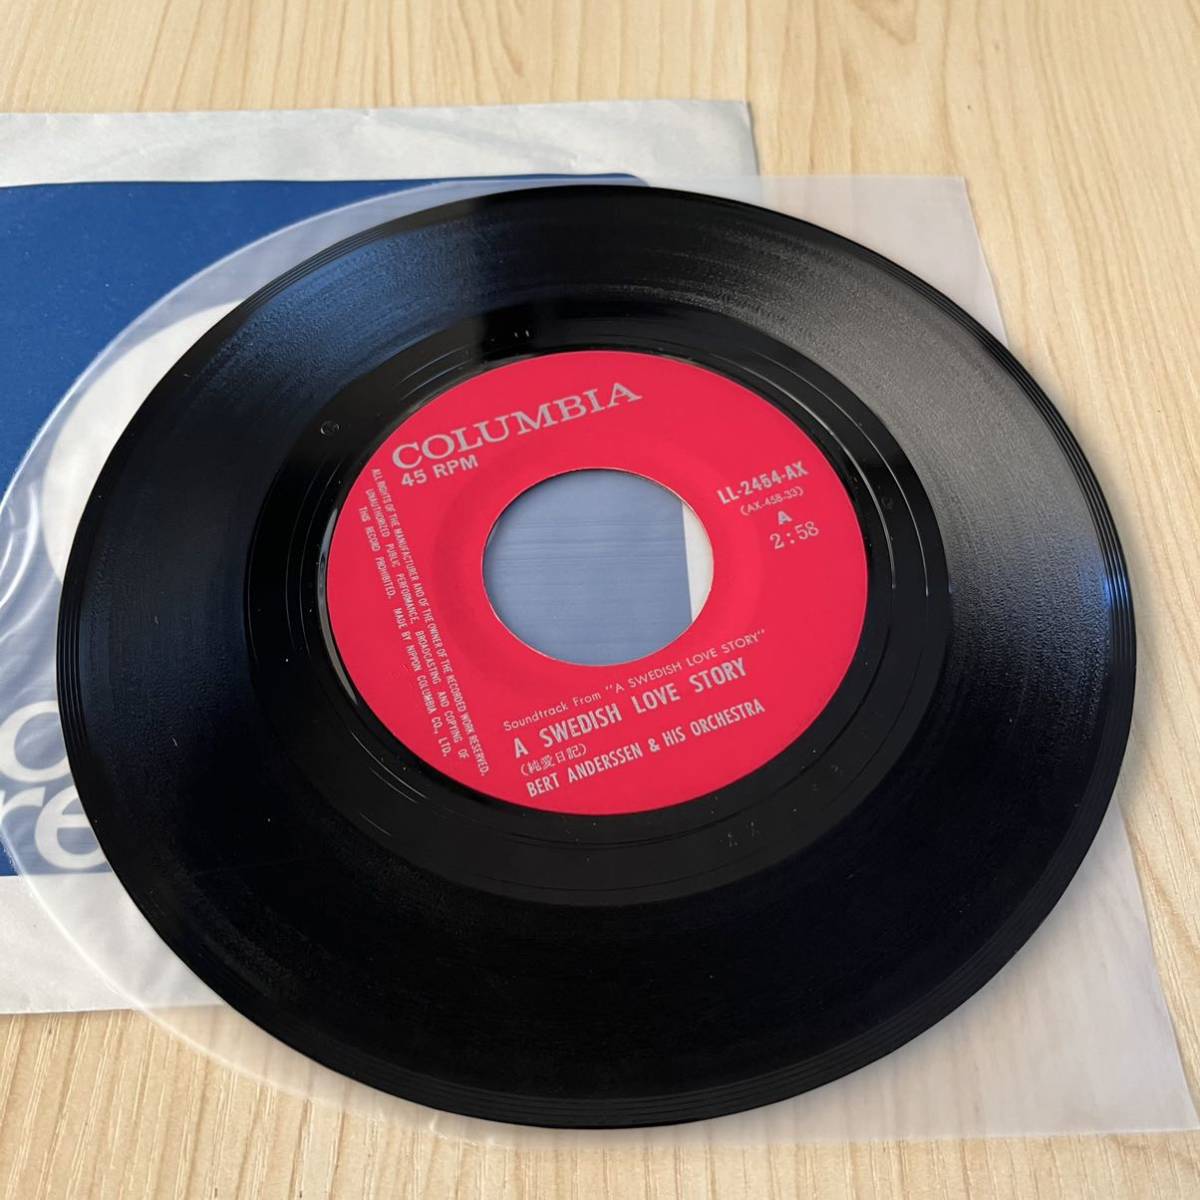 COLUMBIA
45 RPM
LL-2464-AX
(AX-458-33)
A
2:58
ALL RIGHTS OF THE MANUFACTURER AND OF THE OWNER OF THE RECORDED WORK RESERVED.
UNAUTHORIZED PUBLIC PERFORMANCE, BROADCASTING AND COPYING OF
THIS RECORD PROHIBITED. MADE BY NIPPON COLUMBIA CO., LTD.
Soundtrack From "A SWEDISH LOVE STORY"
A SWEDISH LOVE STORY
(純愛日記)
BERT ANDERSSEN & HIS ORCHESTRA
re